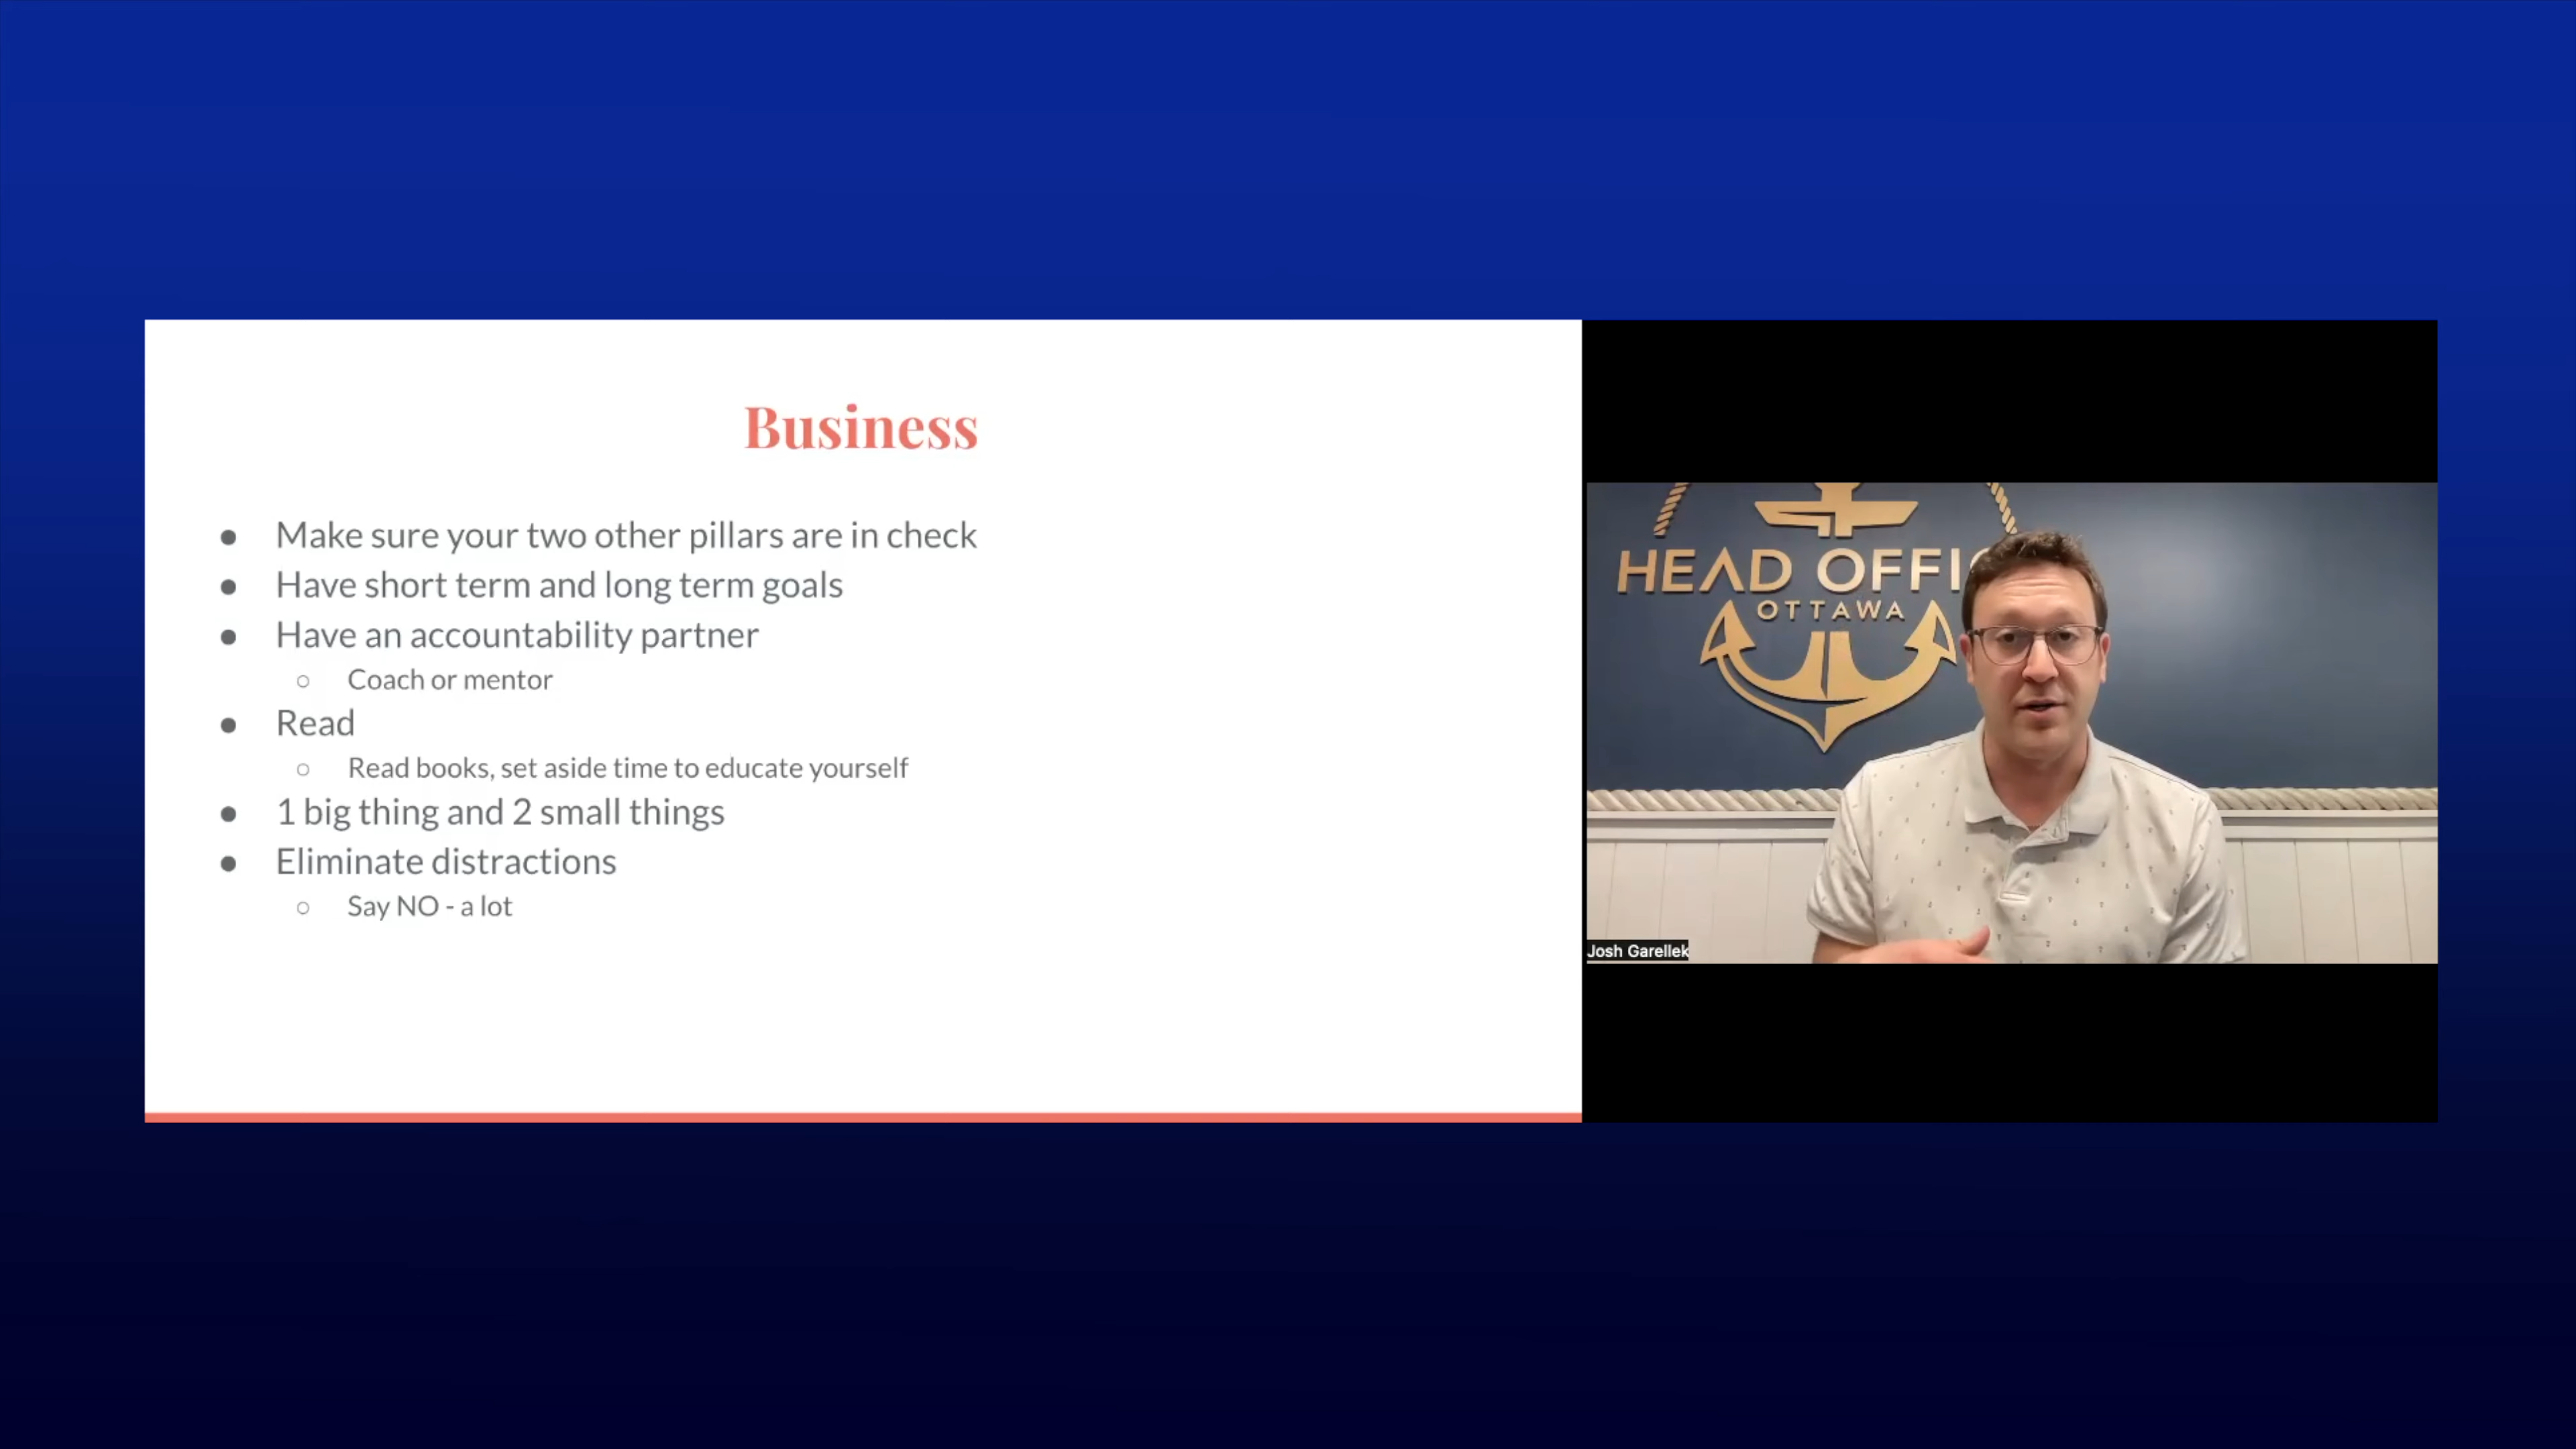 Business
Make sure your two other pillars are in check
Have short term and long term goals
Have an accountability partner
Coach or mentor
Read
Read books, set aside time to educate yourself
1 big thing and 2 small things
Eliminate distractions
Say NO - a lot
HEAD OFFI
OTTAWA
Josh Garellek